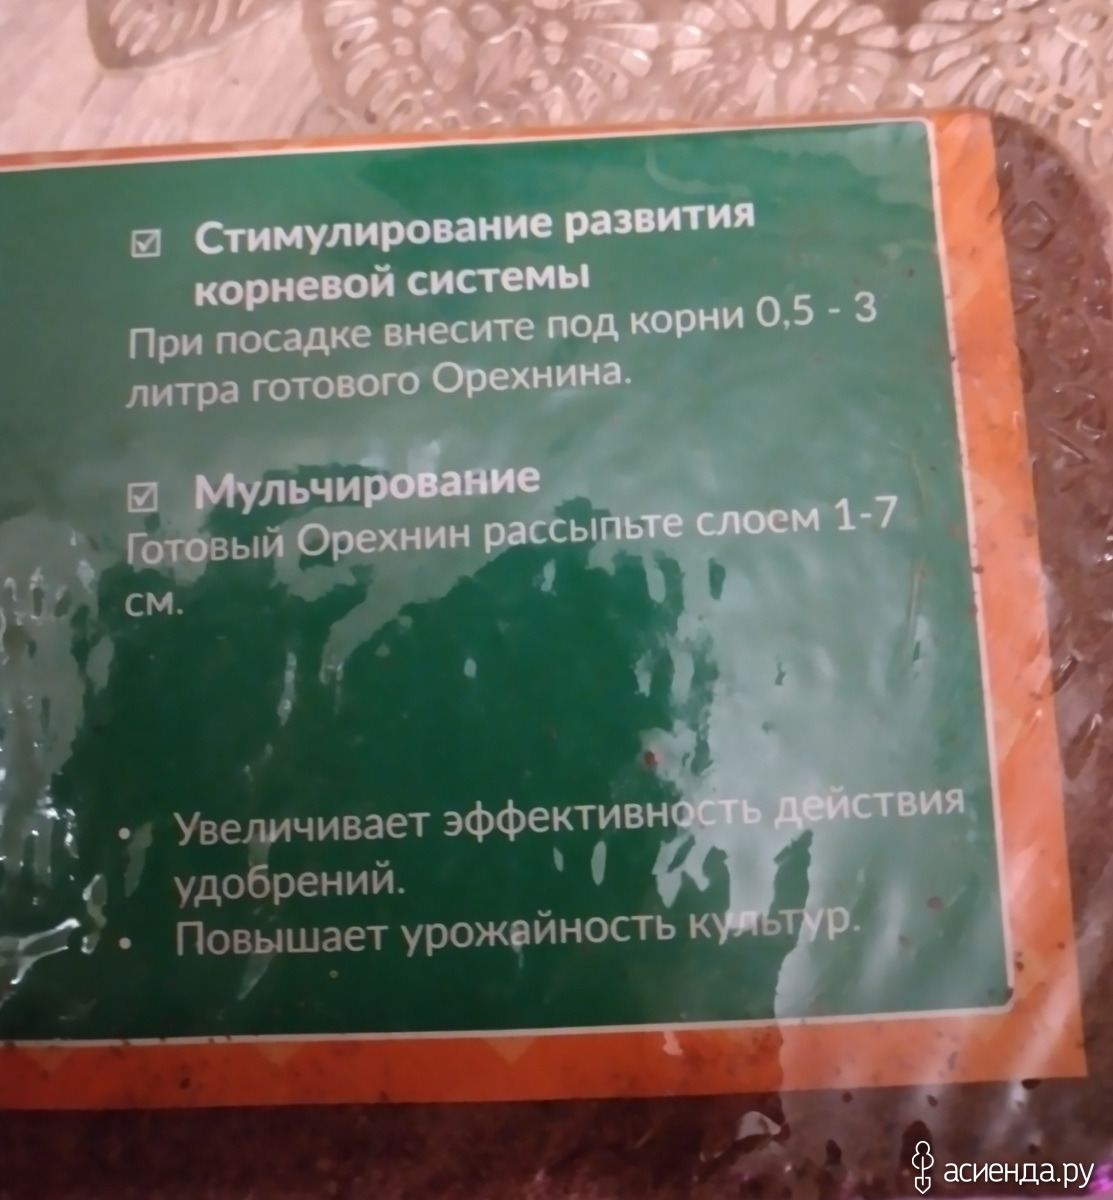 Стимулирование развития
корневой системы
При посадке внесите под корни 0,5 - 3
литра готового Орехнина.
Мульчирование
Готовый Орехнин рассыпьте слоем 1-7
см.
• Увеличивает эффективность действия
удобрений.
• Повышает урожайность культур.
асиенда.ру